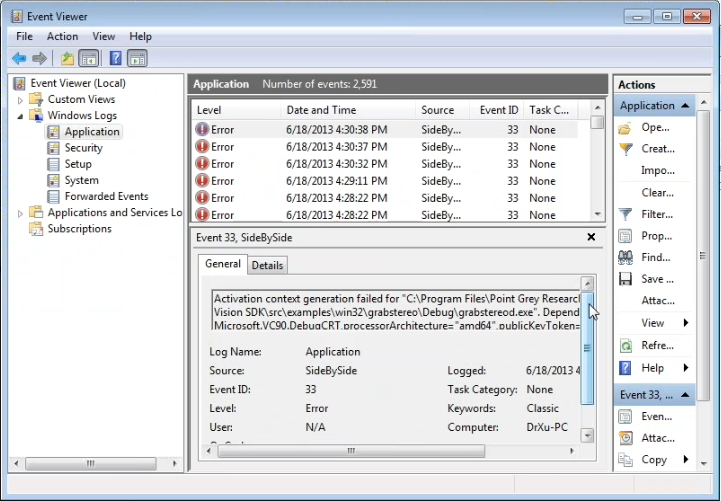 Event Viewer
File Action View Help
Event Viewer (Local)
Custom Views
Windows Logs
Application
Security
Setup
System
Forwarded Events
Applications and Services Lo
Subscriptions
Application Number of events: 2,591
Level Date and Time Source Event ID Task C...
Error 6/18/2013 4:30:38 PM SideBy... 33 None
Error 6/18/2013 4:30:37 PM SideBy... 33 None
Error 6/18/2013 4:30:32 PM SideBy... 33 None
Error 6/18/2013 4:29:11 PM SideBy... 33 None
Error 6/18/2013 4:28:22 PM SideBy... 33 None
Error 6/18/2013 4:28:22 PM SideBy... 33 None
Event 33, SideBySide
General Details
Activation context generation failed for "C:\Program Files\Point Grey Research
Vision SDK\src\examples\win32\grabstereo\Debug\grabstereod.exe". Depend
Microsoft.VC90.DebugCRT,processorArchitecture="amd64",publicKeyToken=
Log Name: Application
Source: SideBySide Logged: 6/18/2013 4
Event ID: 33 Task Category: None
Level: Error Keywords: Classic
User: N/A Computer: DrXu-PC
Actions
Application
Ope...
Creat...
Impo...
Clear...
Filter...
Prop...
Find...
Save ...
Attac...
View
Refre...
Help
Event 33, ...
Even...
Attac...
Copy